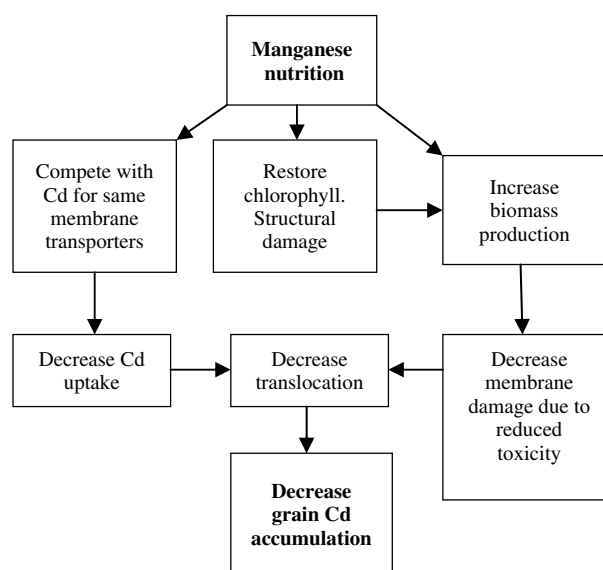 Manganese
nutrition
Compete with
Cd for same
membrane
transporters
Restore
chlorophyll.
Structural
damage
Increase
biomass
production
Decrease Cd
uptake
Decrease
translocation
Decrease
membrane
damage due to
reduced
toxicity
Decrease
grain Cd
accumulation